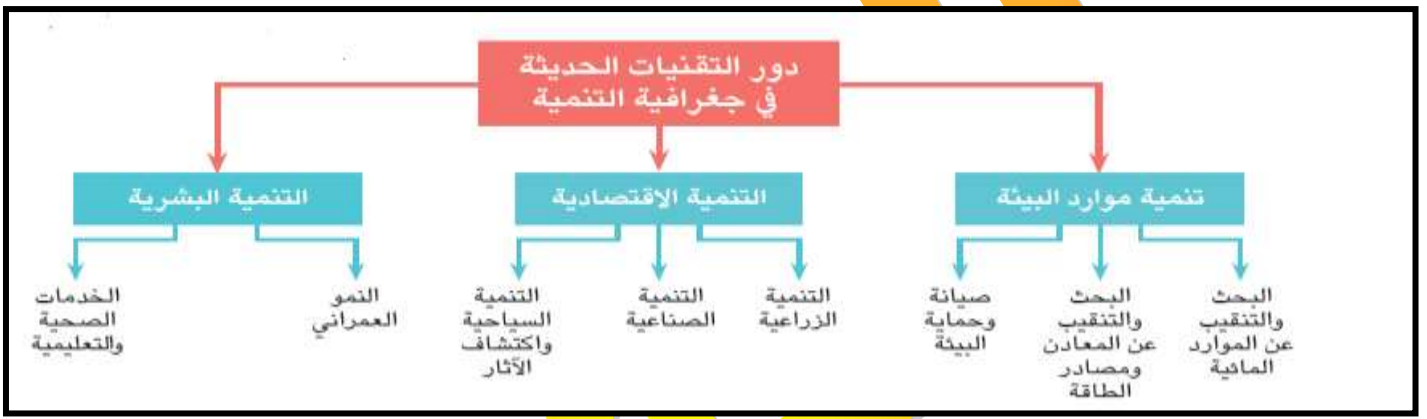 دور التقنيات الحديثة
في جغرافية التنمية
تنمية موارد البيئة
التنمية الاقتصادية
التنمية البشرية
البحث
والتنقيب
عن الموارد
المائية
البحث
والتنقيب
عن المعادن
ومصادر
الطاقة
صيانة
وحماية
البيئة
التنمية
الزراعية
التنمية
الصناعية
التنمية
السياحية
واكتشاف
الآثار
النمو
العمراني
الخدمات
الصحية
والتعليمية